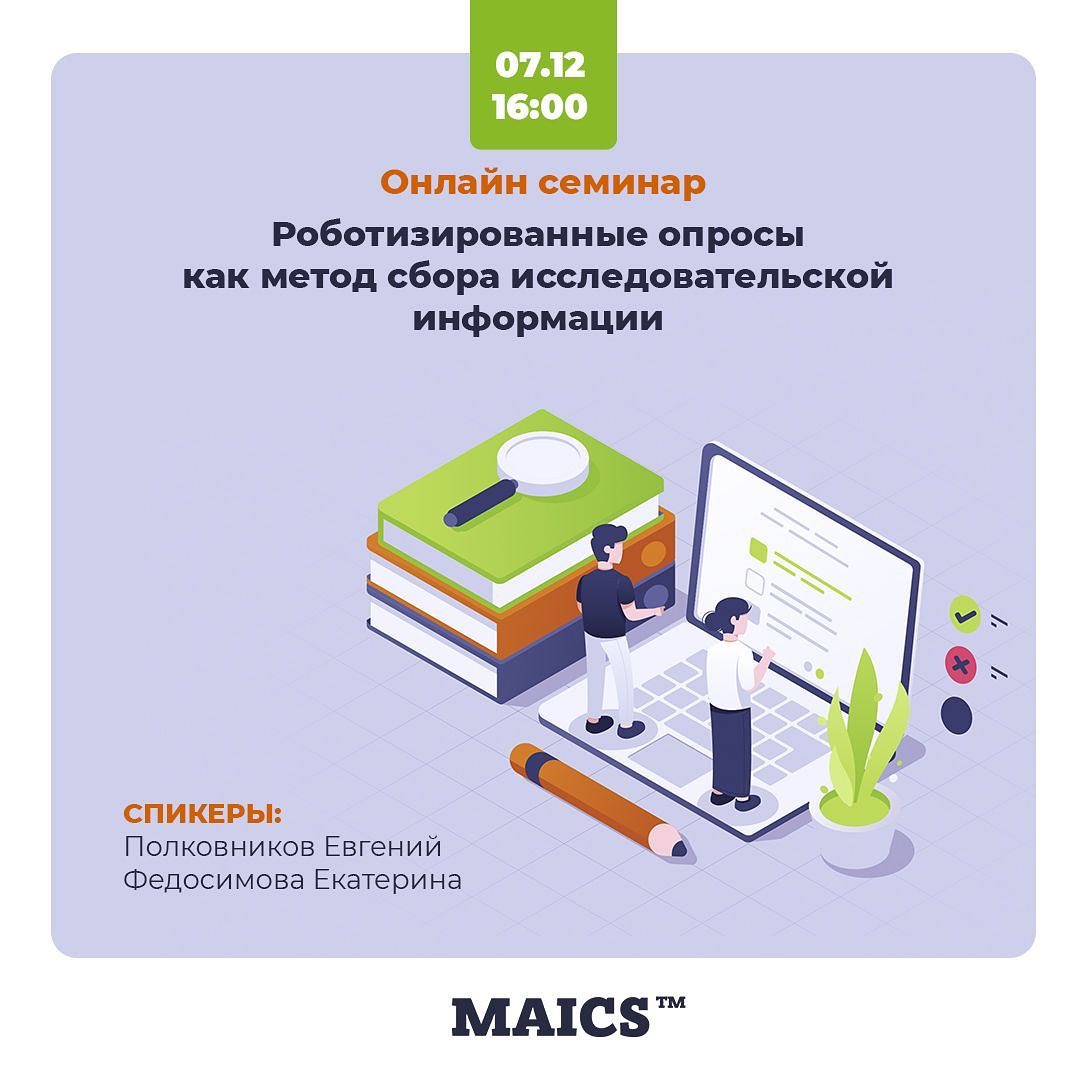 07.12
16:00
Онлайн семинар
Роботизированные опросы
как метод сбора исследовательской
информации
СПИКЕРЫ:
Полковников Евгений
Федосимова Екатерина
MAICS™